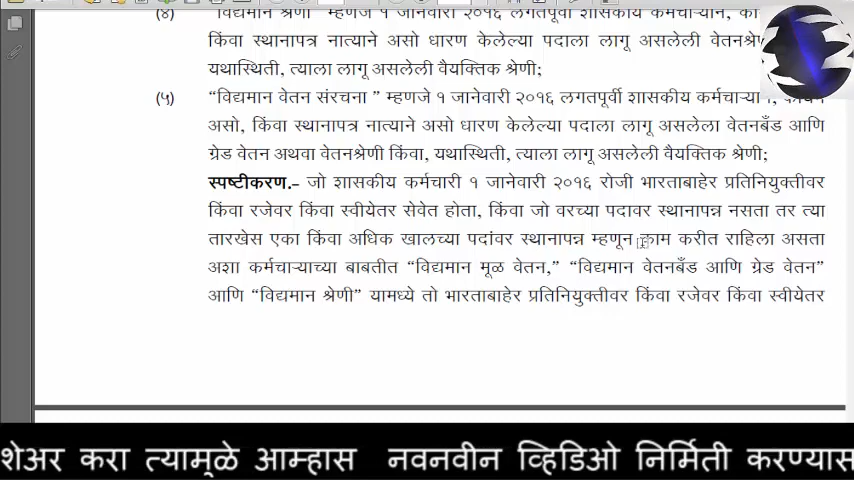 (४) "विद्यमान श्रेणी" म्हणजे १ जानेवारी २०१६ लगतपूर्वी शासकीय कर्मचाऱ्याने,
किंवा स्थानापन्न नात्याने असो धारण केलेल्या पदाला लागू असलेली
यथास्थिती, त्याला लागू असलेली वैयक्तिक श्रेणी;
(५) "विद्यमान वेतन संरचना " म्हणजे १ जानेवारी २०१६ लगतपूर्वी शासकीय
असो, किंवा स्थानापत्र नात्याने असो धारण केलेल्या पदाला लागू असलेला वेतनबँड आणि
ग्रेड वेतन अथवा वेतनश्रेणी किंवा, यथास्थिती, त्याला लागू असलेली वैयक्तिक श्रेणी;
स्पष्टीकरण.- जो शासकीय कर्मचारी १ जानेवारी २०१६ रोजी भारताबाहेर प्रतिनियुक्तीवर
किंवा रजेवर किंवा स्वीयेतर सेवेत होता, किंवा जो वरच्या पदावर स्थानापन्न नसता तर त्या
तारखेस एका किंवा अधिक खालच्या पदांवर स्थानापन्न म्हणून काम करीत राहिला असता
अशा कर्मचाऱ्याच्या बाबतीत "विद्यमान मूळ वेतन," "विद्यमान वेतनबँड आणि ग्रेड वेतन"
आणि "विद्यमान श्रेणी" यामध्ये तो भारताबाहेर प्रतिनियुक्तीवर किंवा रजेवर किंवा स्वीयेतर
शेअर करा त्यामुळे आम्हास नवनवीन व्हिडिओ निर्मिती करण्यास